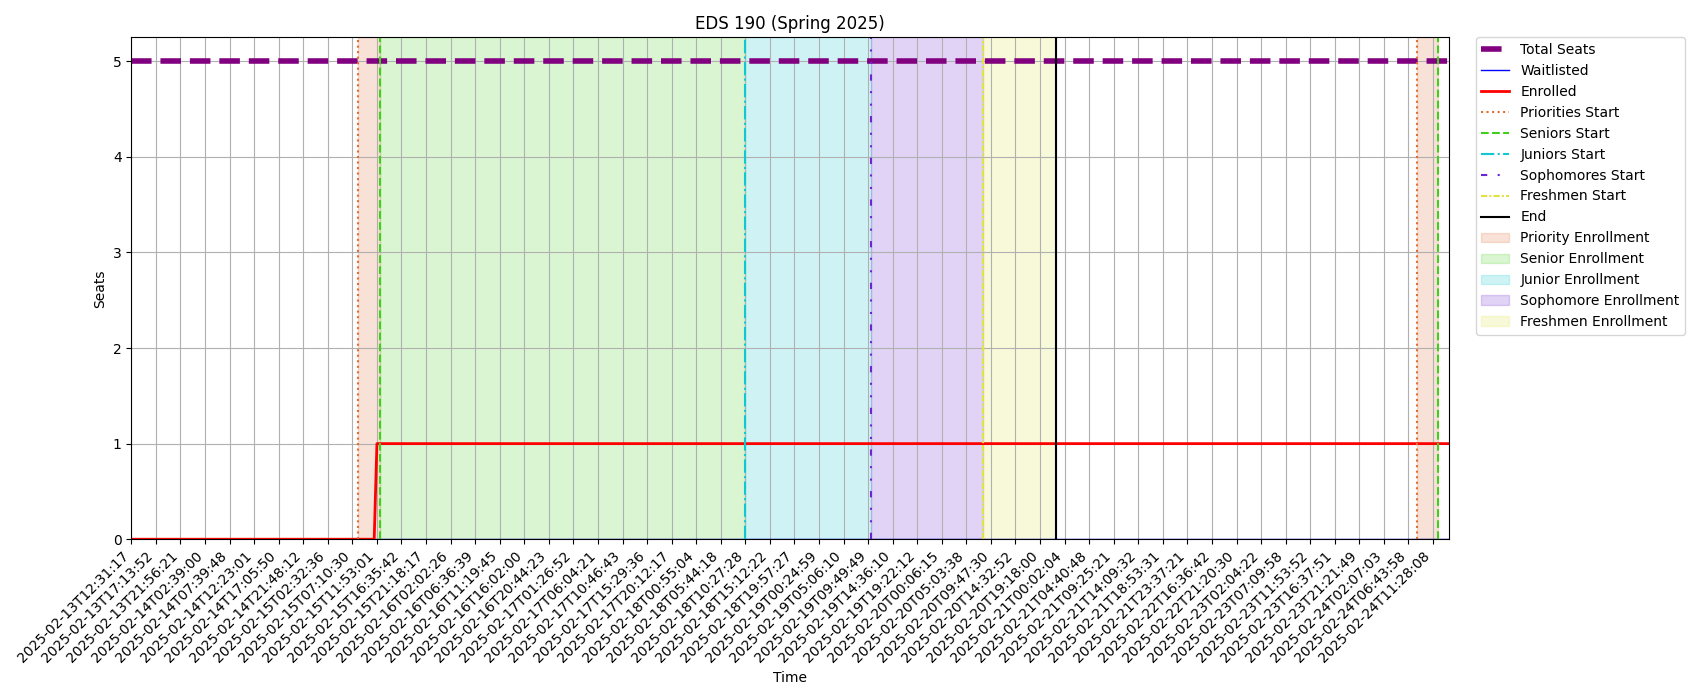 EDS 190 (Spring 2025)
Seats
5
4
3
2
1
0
2025-02-13T12:31:17
2025-02-13T17:13:52
2025-02-13T21:56:21
2025-02-14T02:39:00
2025-02-14T07:39:48
2025-02-14T12:23:01
2025-02-14T17:05:50
2025-02-14T21:48:12
2025-02-15T02:32:36
2025-02-15T07:10:30
2025-02-15T11:53:01
2025-02-15T16:35:42
2025-02-15T21:18:17
2025-02-16T02:02:26
2025-02-16T06:36:39
2025-02-16T11:19:45
2025-02-16T16:02:00
2025-02-16T20:44:23
2025-02-17T01:26:52
2025-02-17T06:04:21
2025-02-17T10:46:43
2025-02-17T15:29:36
2025-02-17T20:12:17
2025-02-18T00:55:04
2025-02-18T05:44:18
2025-02-18T10:27:28
2025-02-18T15:12:22
2025-02-18T19:57:27
2025-02-19T00:24:59
2025-02-19T05:06:10
2025-02-19T09:49:49
2025-02-19T14:36:10
2025-02-19T19:22:12
2025-02-20T00:06:15
2025-02-20T05:03:38
2025-02-20T09:47:30
2025-02-20T14:32:52
2025-02-20T19:18:00
2025-02-21T00:02:04
2025-02-21T04:40:48
2025-02-21T09:25:21
2025-02-21T14:09:32
2025-02-21T18:53:31
2025-02-21T23:37:21
2025-02-22T16:36:42
2025-02-22T21:20:30
2025-02-23T02:04:22
2025-02-23T07:09:58
2025-02-23T11:53:52
2025-02-23T16:37:51
2025-02-23T21:21:49
2025-02-24T02:07:03
2025-02-24T06:43:58
2025-02-24T11:28:08
Time
Total Seats
Waitlisted
Enrolled
Priorities Start
Seniors Start
Juniors Start
Sophomores Start
Freshmen Start
End
Priority Enrollment
Senior Enrollment
Junior Enrollment
Sophomore Enrollment
Freshmen Enrollment